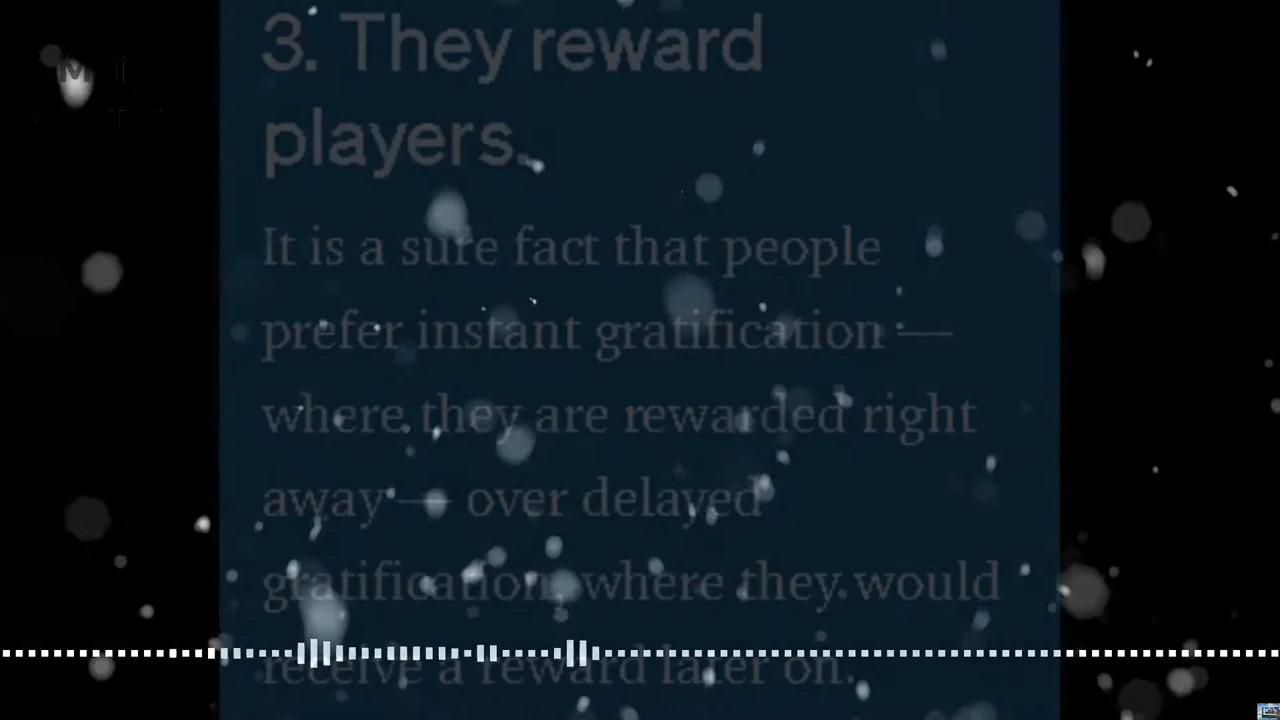 3. They reward
players.
It is a sure fact that people
prefer instant gratification —
where they are rewarded right
away — over delayed
gratification, where they would
receive a reward later on.